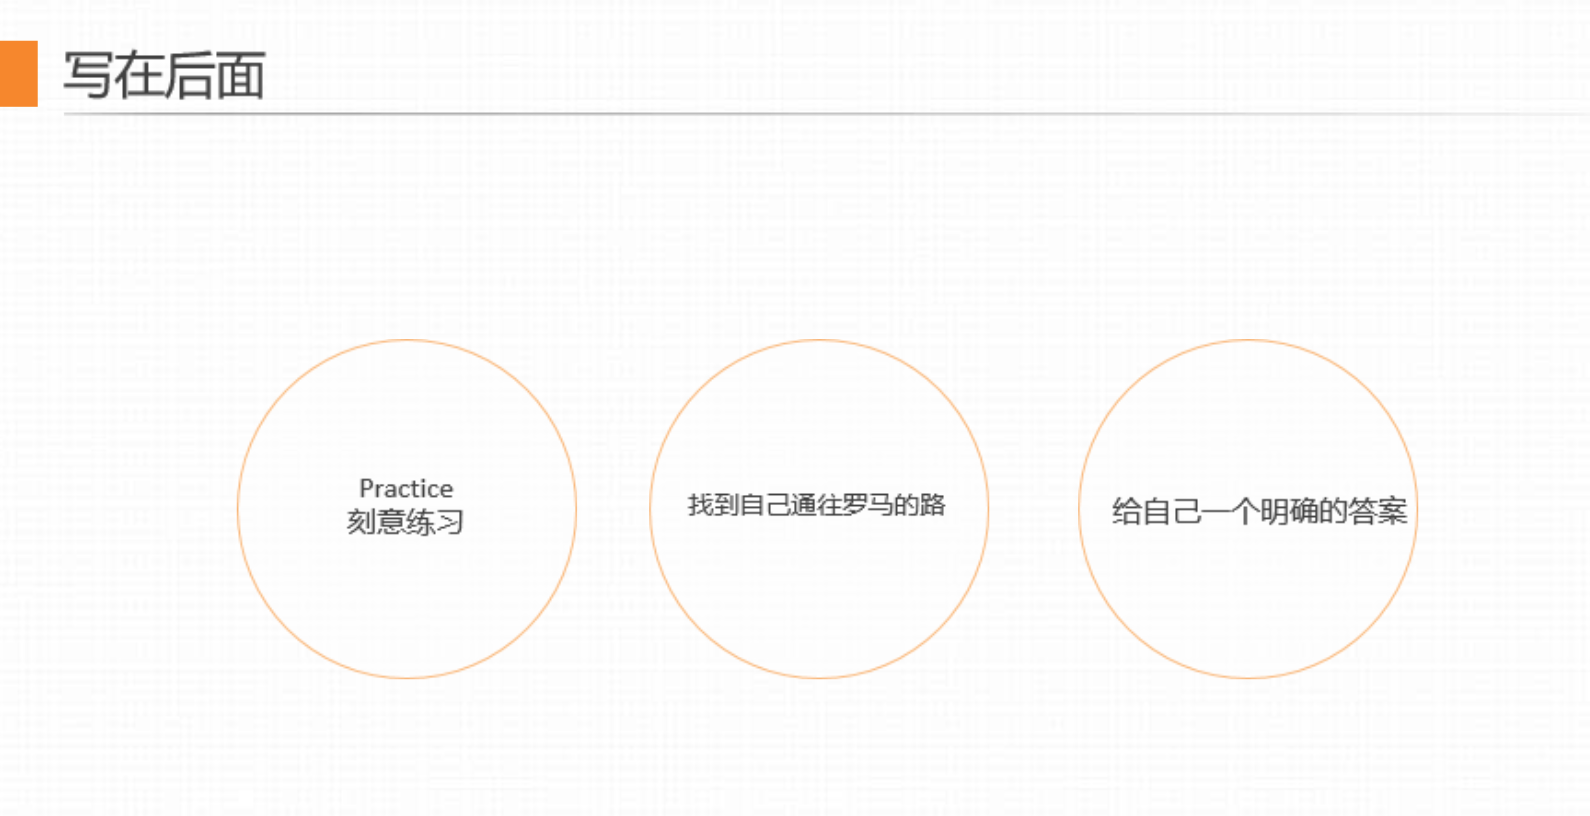 写在后面
Practice
刻意练习
找到自己通往罗马的路
给自己一个明确的答案